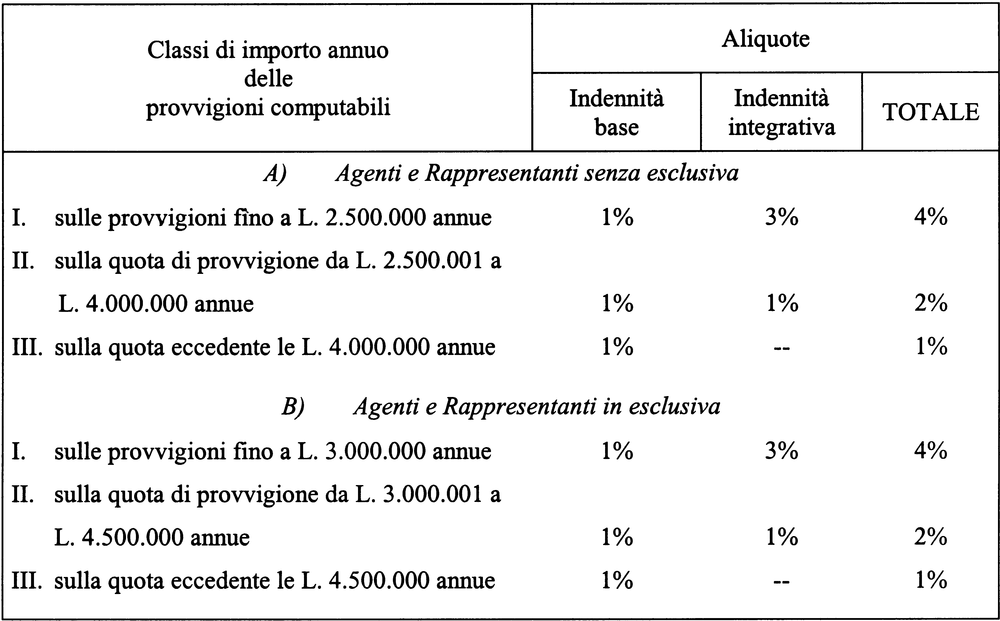 Classi di importo annuo
delle
provvigioni computabili
Aliquote
Indennità
base
Indennità
integrativa
TOTALE
A) Agenti e Rappresentanti senza esclusiva
I. sulle provvigioni fino a L. 2.500.000 annue 1% 3% 4%
II. sulla quota di provvigione da L. 2.500.001 a
L. 4.000.000 annue 1% 1% 2%
III. sulla quota eccedente le L. 4.000.000 annue 1% -- 1%
B) Agenti e Rappresentanti in esclusiva
I. sulle provvigioni fino a L. 3.000.000 annue 1% 3% 4%
II. sulla quota di provvigione da L. 3.000.001 a
L. 4.500.000 annue 1% 1% 2%
III. sulla quota eccedente le L. 4.500.000 annue 1% -- 1%